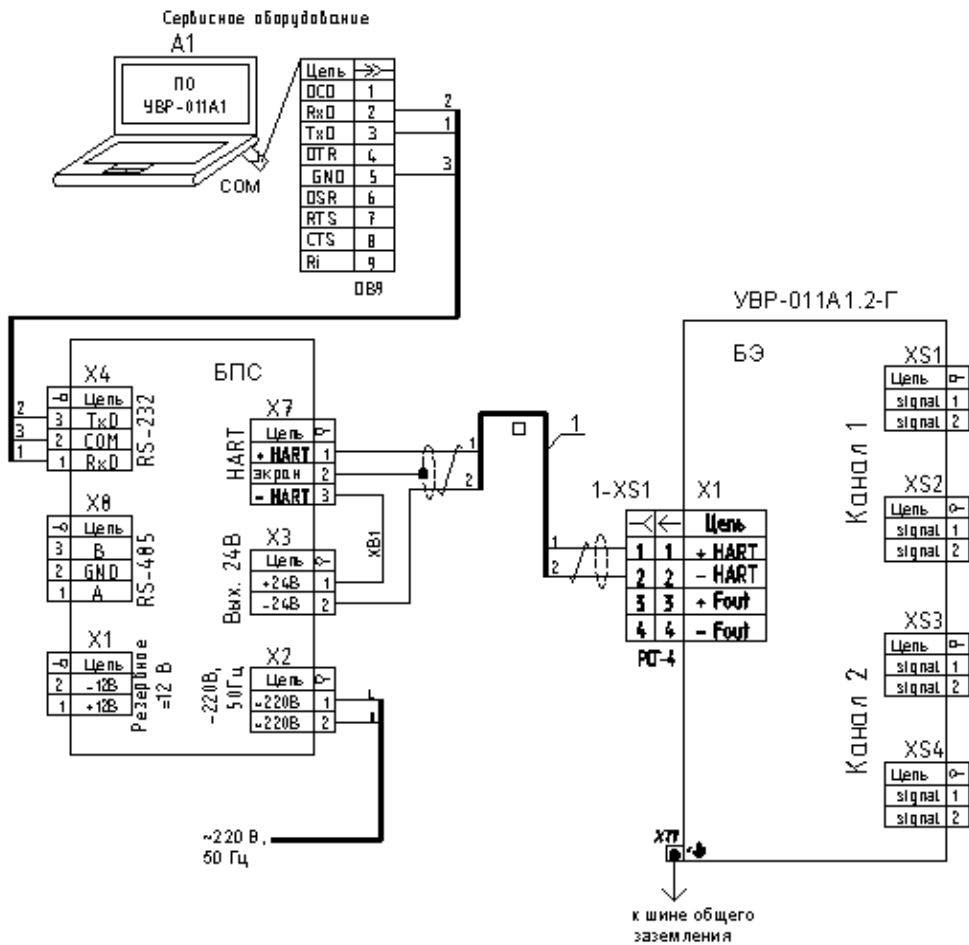 Сервисное оборудование
А1
ПО
УВР-011А1
COM
Цепь
DCD 1
RxD 2
TxD 3
DTR 4
GND 5
DSR 6
RTS 7
CTS 8
Ri 9
DB9
2
1
3
УВР-011А1.2-Г
БПС
X4
Цепь
3 TxD
2 COM
1 RxD
RS-232
2
3
1
X8
Цепь
3 B
2 GND
1 A
RS-485
X1
Цепь
2 -12В
1 +12В
Резервное
=12 В
X7
Цепь
+ HART 1
экран 2
- HART 3
HART
X3
Цепь
+24В 1
-24В 2
Вых. 24В
XB1
X2
Цепь
~220В 1
~220В 2
~220В,
50Гц
~220 В,
50 Гц
1
2
1
1
2
1-XS1
X1
Цепь
1 1 + HART
2 2 - HART
3 3 + Fout
4 4 - Fout
РСГ-4
БЭ
XS1
Цепь
signal 1
signal 2
XS2
Цепь
signal 1
signal 2
Канал 1
XS3
Цепь
signal 1
signal 2
XS4
Цепь
signal 1
signal 2
Канал 2
к шине общего
заземления